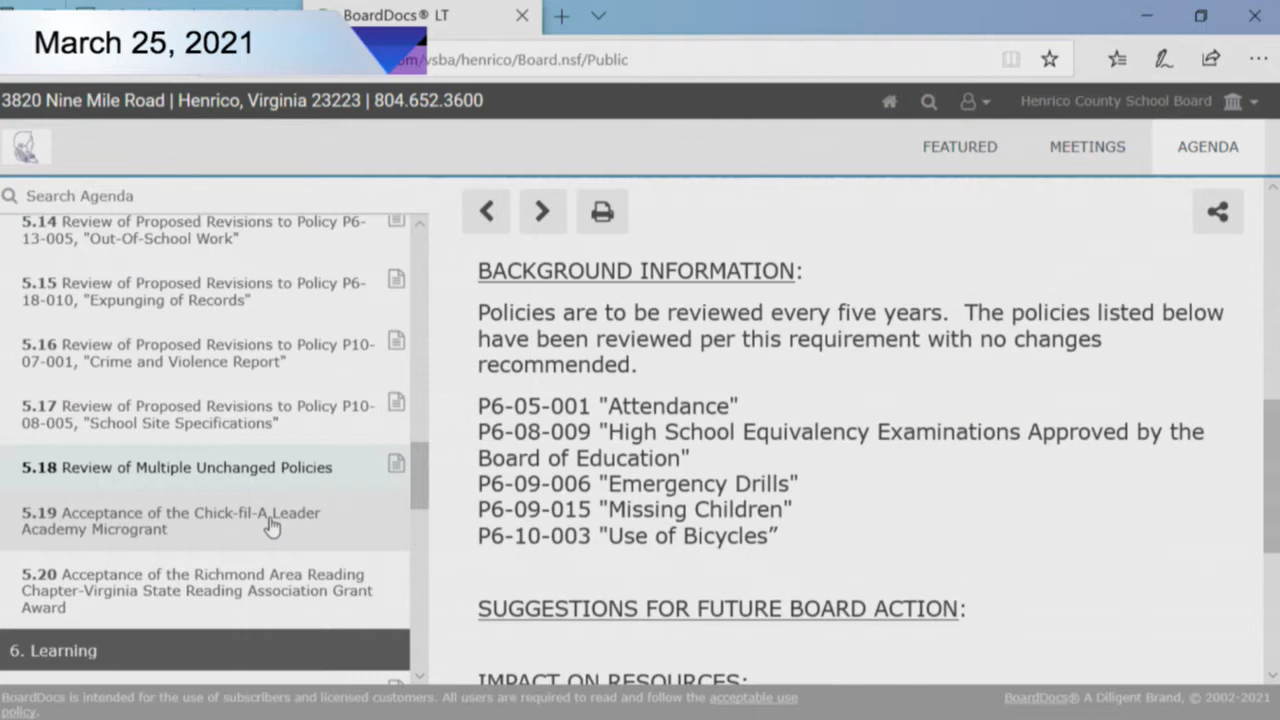 BoardDocs® LT
March 25, 2021
/vsba/henrico/Board.nsf/Public
3820 Nine Mile Road | Henrico, Virginia 23223 | 804.652.3600
Henrico County School Board
FEATURED
MEETINGS
AGENDA
Search Agenda
5.14 Review of Proposed Revisions to Policy P6-
13-005, "Out-Of-School Work"
5.15 Review of Proposed Revisions to Policy P6-
18-010, "Expunging of Records"
5.16 Review of Proposed Revisions to Policy P10-
07-001, "Crime and Violence Report"
5.17 Review of Proposed Revisions to Policy P10-
08-005, "School Site Specifications"
5.18 Review of Multiple Unchanged Policies
5.19 Acceptance of the Chick-fil-A Leader
Academy Microgrant
5.20 Acceptance of the Richmond Area Reading
Chapter-Virginia State Reading Association Grant
Award
6. Learning
BACKGROUND INFORMATION:
Policies are to be reviewed every five years.  The policies listed below
have been reviewed per this requirement with no changes
recommended.
P6-05-001 "Attendance"
P6-08-009 "High School Equivalency Examinations Approved by the
Board of Education"
P6-09-006 "Emergency Drills"
P6-09-015 "Missing Children"
P6-10-003 "Use of Bicycles”
SUGGESTIONS FOR FUTURE BOARD ACTION:
IMPACT ON RESOURCES:
BoardDocs is intended for the use of subscribers and licensed customers. All users are required to read and follow the acceptable use
policy.
BoardDocs® A Diligent Brand, © 2002-2021